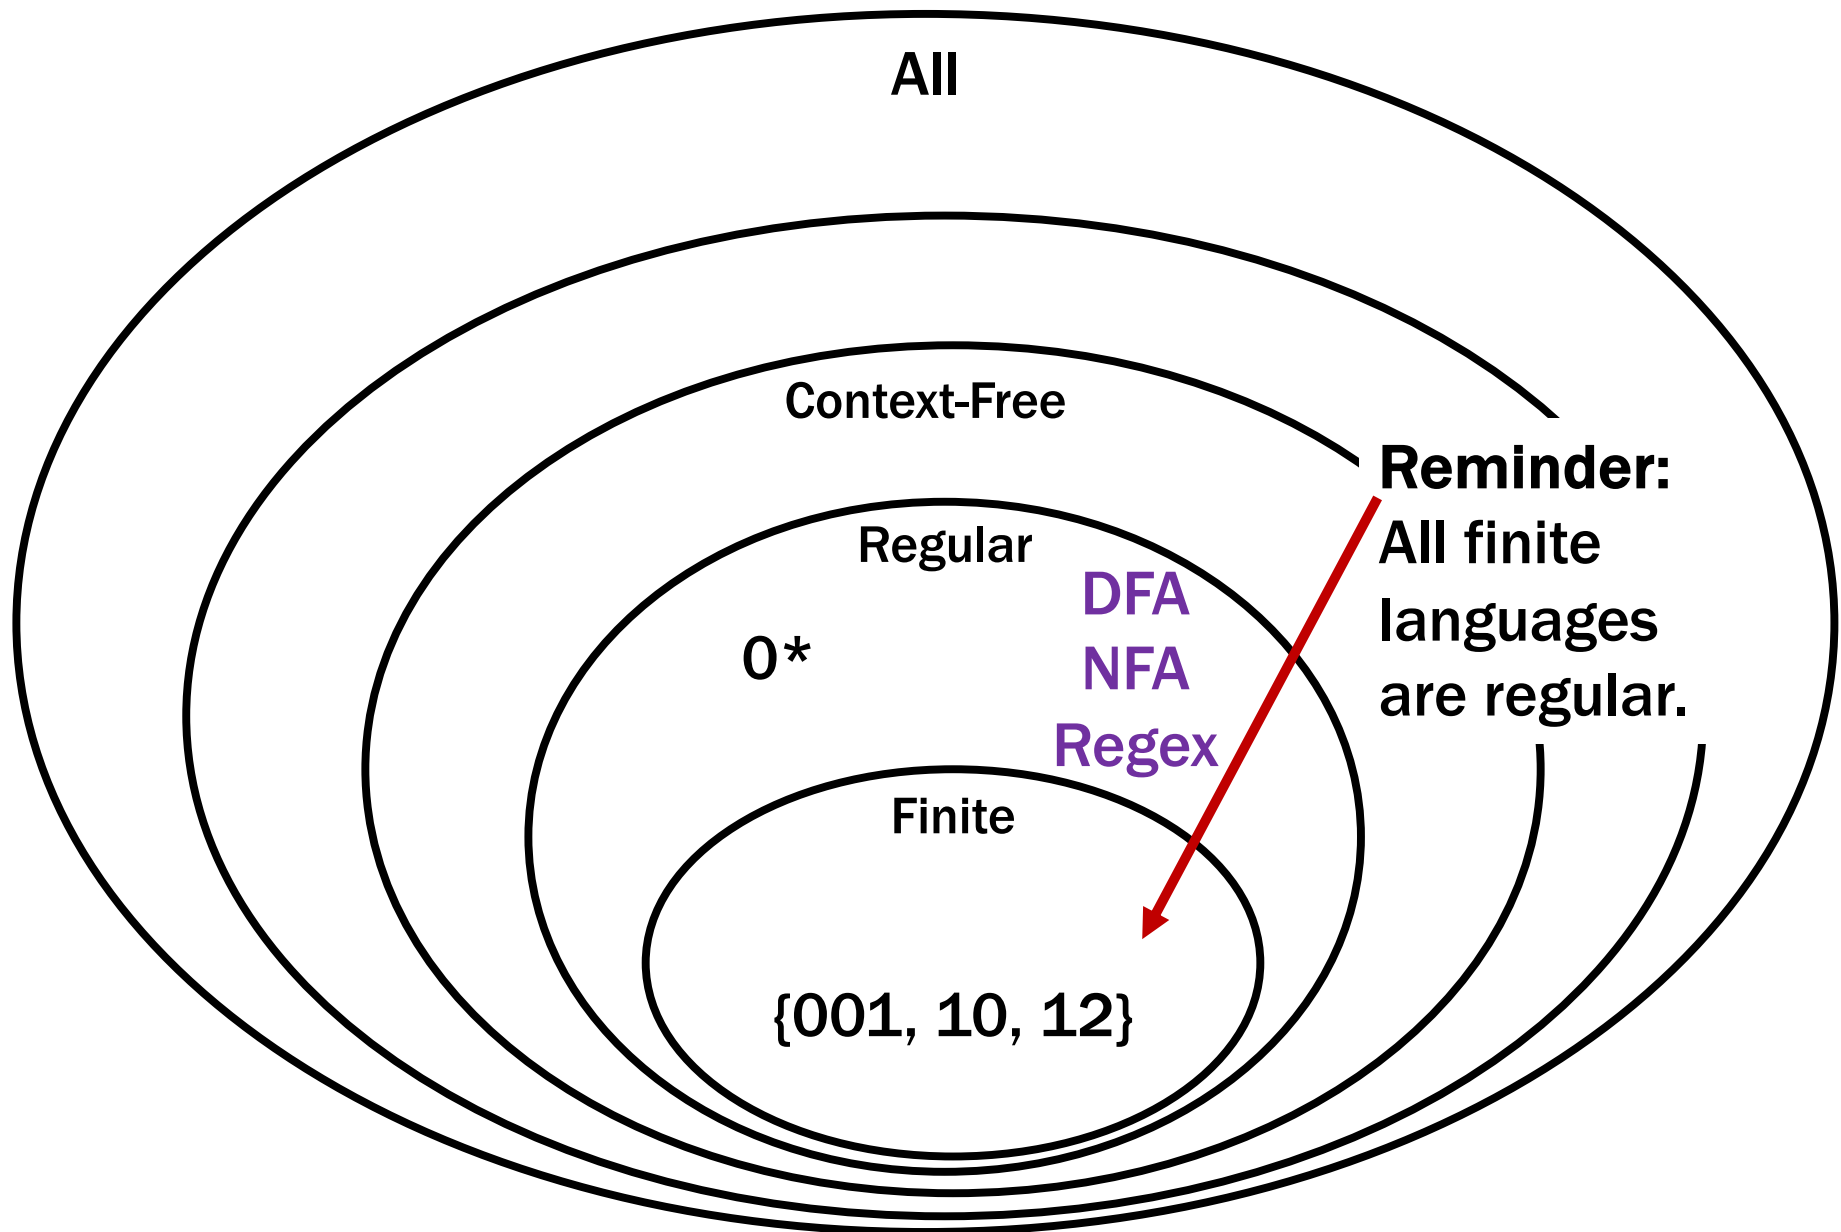 All
Context-Free
Reminder:
All finite
languages
are regular.
Regular
DFA
NFA
Regex
0*
Finite
{001, 10, 12}